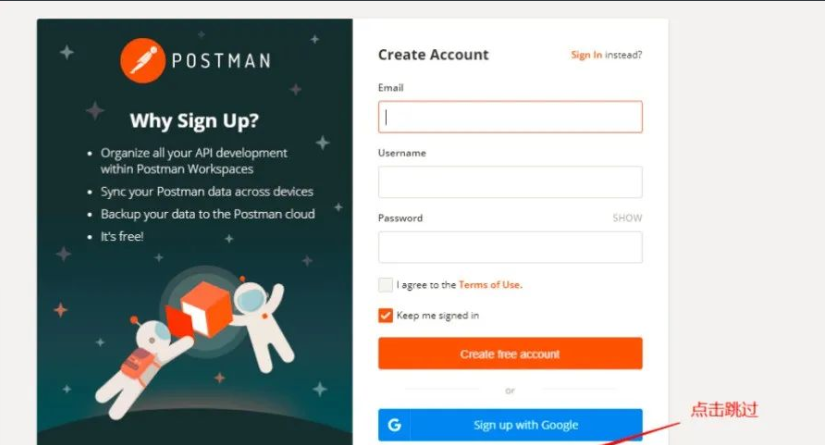 POSTMAN
Why Sign Up?
Organize all your API development
within Postman Workspaces
Sync your Postman data across devices
Backup your data to the Postman cloud
It's free!
Create Account
Sign In instead?
Email
Username
Password
SHOW
I agree to the Terms of Use.
Keep me signed in
Create free account
or
G
Sign up with Google
点击跳过